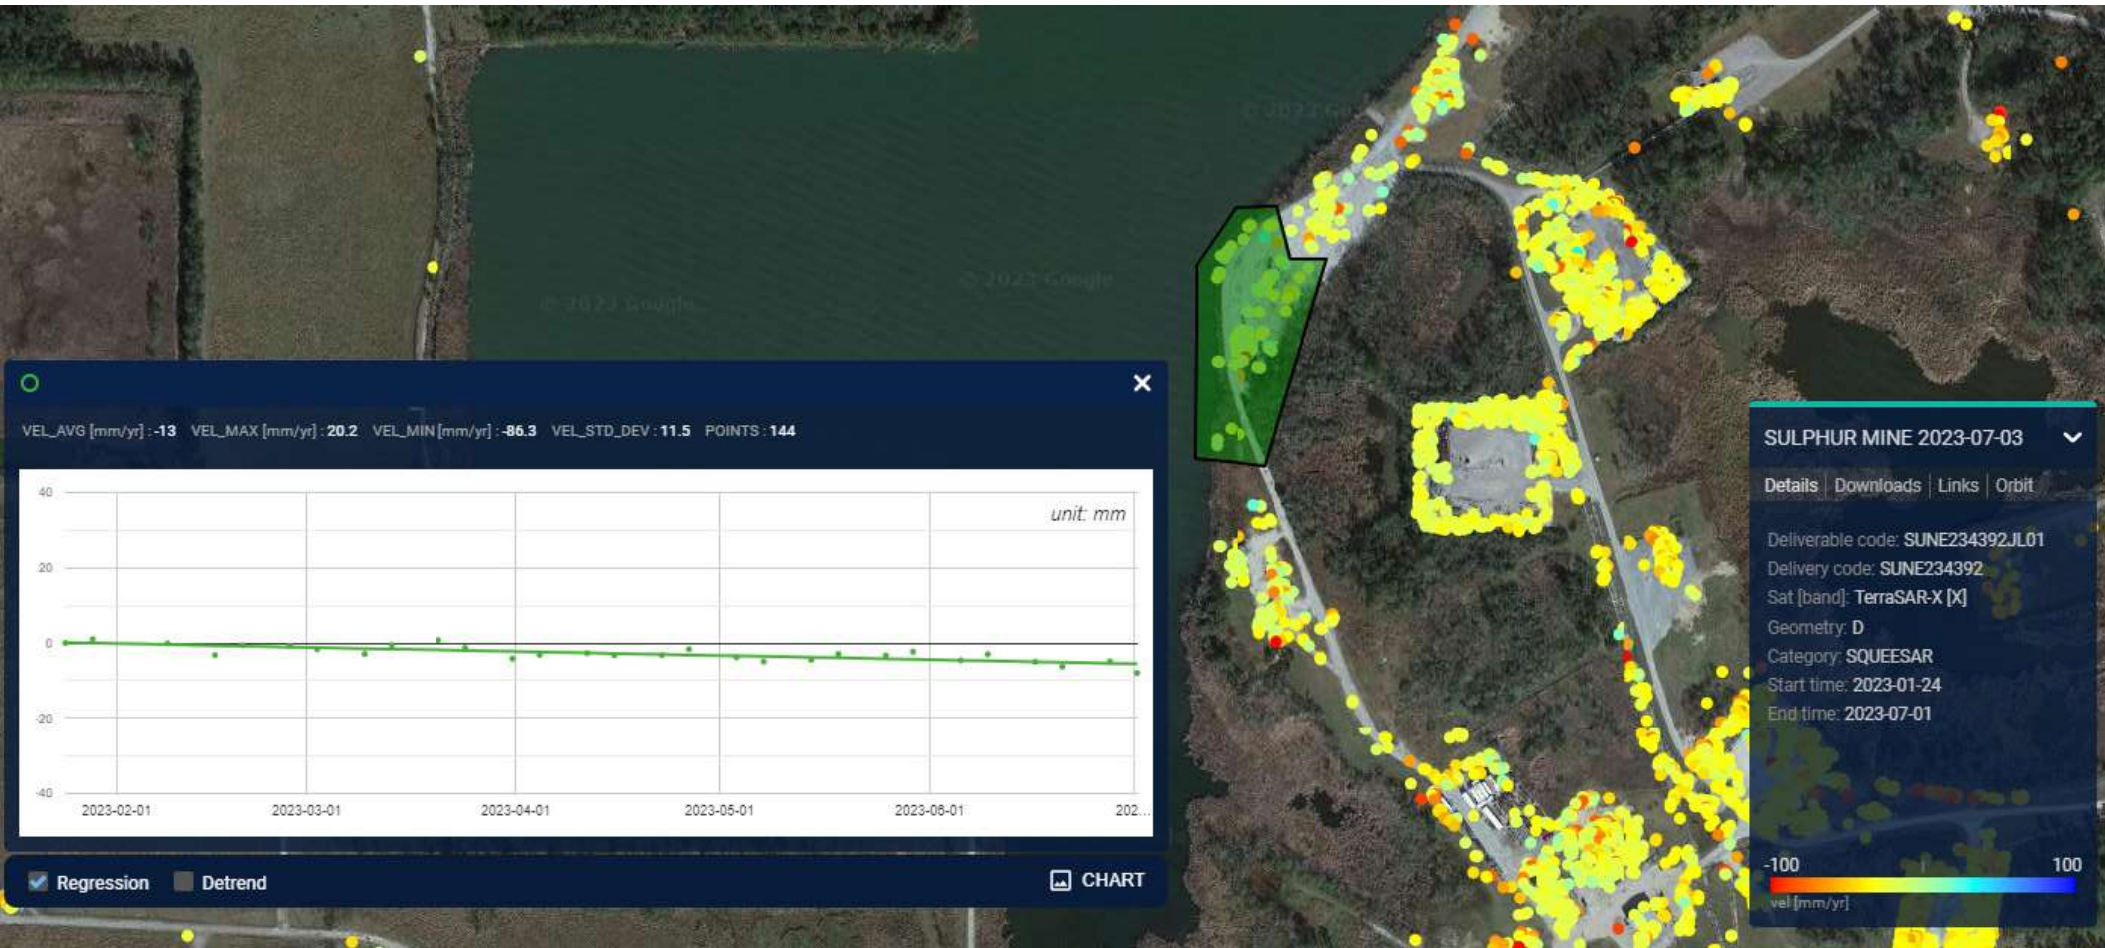 © 2023 Google
© 2023 Google
VEL_AVG [mm/yr] : -13 VEL_MAX [mm/yr] : 20.2 VEL_MIN [mm/yr] : -86.3 VEL_STD_DEV : 11.5 POINTS : 144
unit: mm
40
20
0
-20
-40
2023-02-01 2023-03-01 2023-04-01 2023-05-01 2023-06-01 202...
Regression Detrend CHART
SULPHUR MINE 2023-07-03
Details | Downloads | Links | Orbit
Deliverable code: SUNE234392JL01
Delivery code: SUNE234392
Sat [band]: TerraSAR-X [X]
Geometry: D
Category: SQUEESAR
Start time: 2023-01-24
End time: 2023-07-01
-100 100
vel [mm/yr]